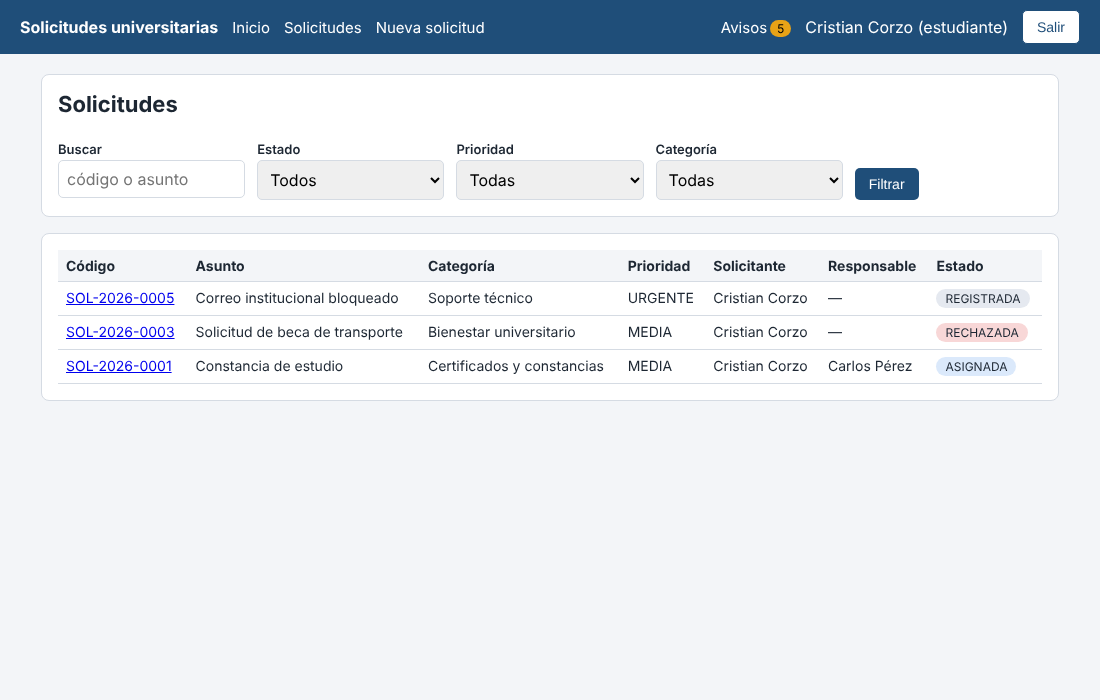 Solicitudes universitarias Inicio Solicitudes Nueva solicitud Avisos 5 Cristian Corzo (estudiante) Salir
Solicitudes
Buscar Estado Prioridad Categoría
código o asunto Todos Todas Todas Filtrar
Código Asunto Categoría Prioridad Solicitante Responsable Estado
SOL-2026-0005 Correo institucional bloqueado Soporte técnico URGENTE Cristian Corzo — REGISTRADA
SOL-2026-0003 Solicitud de beca de transporte Bienestar universitario MEDIA Cristian Corzo — RECHAZADA
SOL-2026-0001 Constancia de estudio Certificados y constancias MEDIA Cristian Corzo Carlos Pérez ASIGNADA